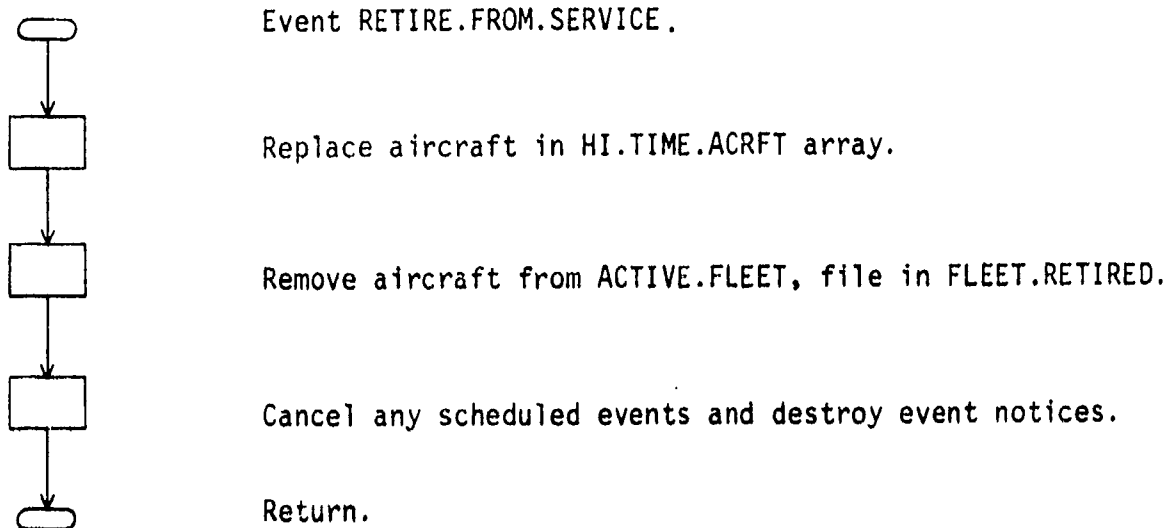 Event RETIRE.FROM.SERVICE.
Replace aircraft in HI.TIME.ACRFT array.
Remove aircraft from ACTIVE.FLEET, file in FLEET.RETIRED.
Cancel any scheduled events and destroy event notices.
Return.